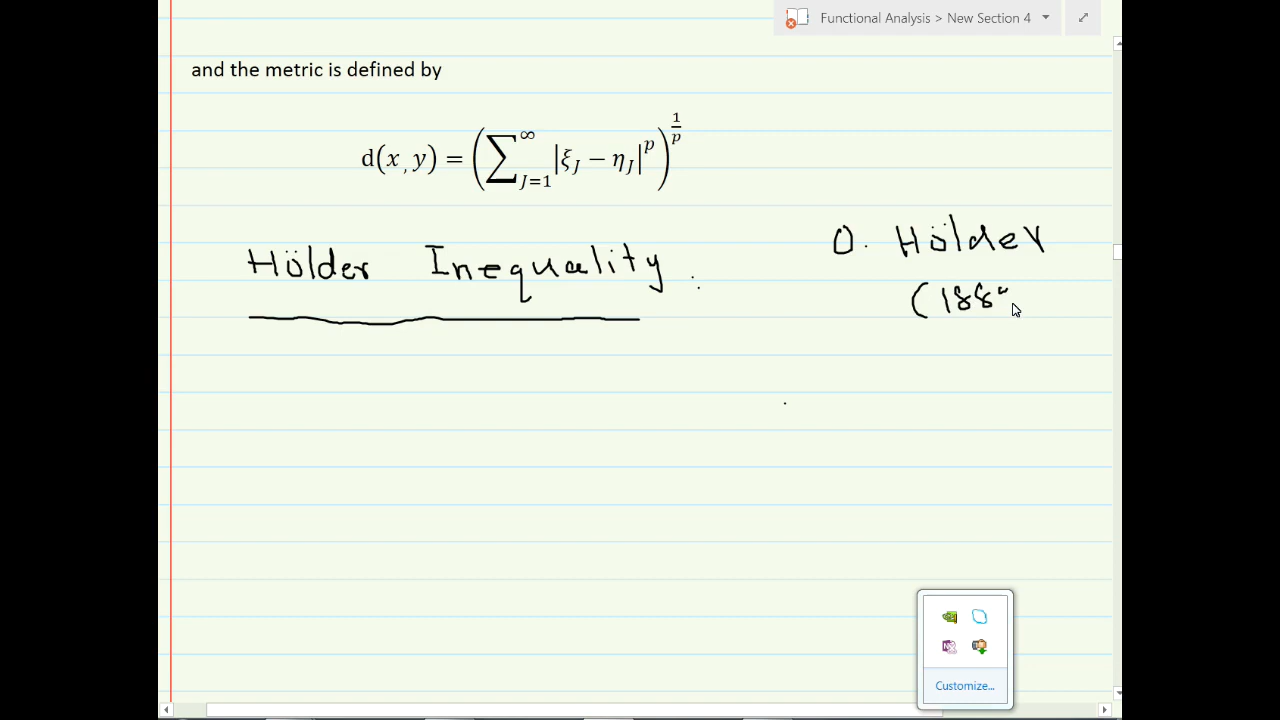 Functional Analysis > New Section 4
and the metric is defined by
d(x, y) = (∑_{J=1}^{∞} |ξ_J − η_J|^p)^{1/p}
Hölder Inequality :
O. Hölder
(188
Customize...